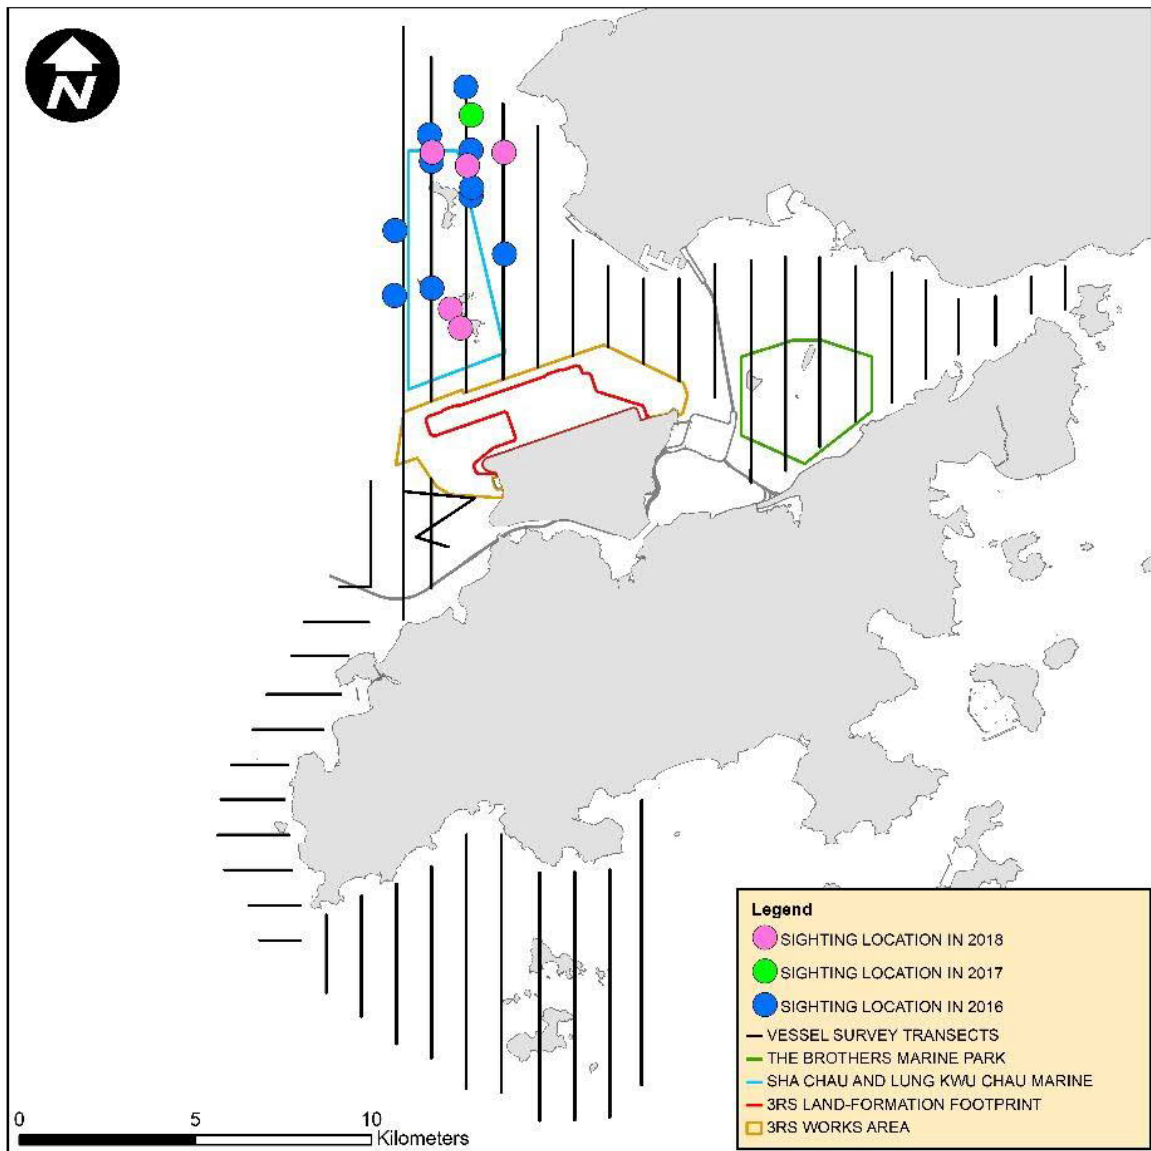 N
Legend
SIGHTING LOCATION IN 2018
SIGHTING LOCATION IN 2017
SIGHTING LOCATION IN 2016
VESSEL SURVEY TRANSECTS
THE BROTHERS MARINE PARK
SHA CHAU AND LUNG KWU CHAU MARINE
3RS LAND-FORMATION FOOTPRINT
3RS WORKS AREA
0 5 10
Kilometers